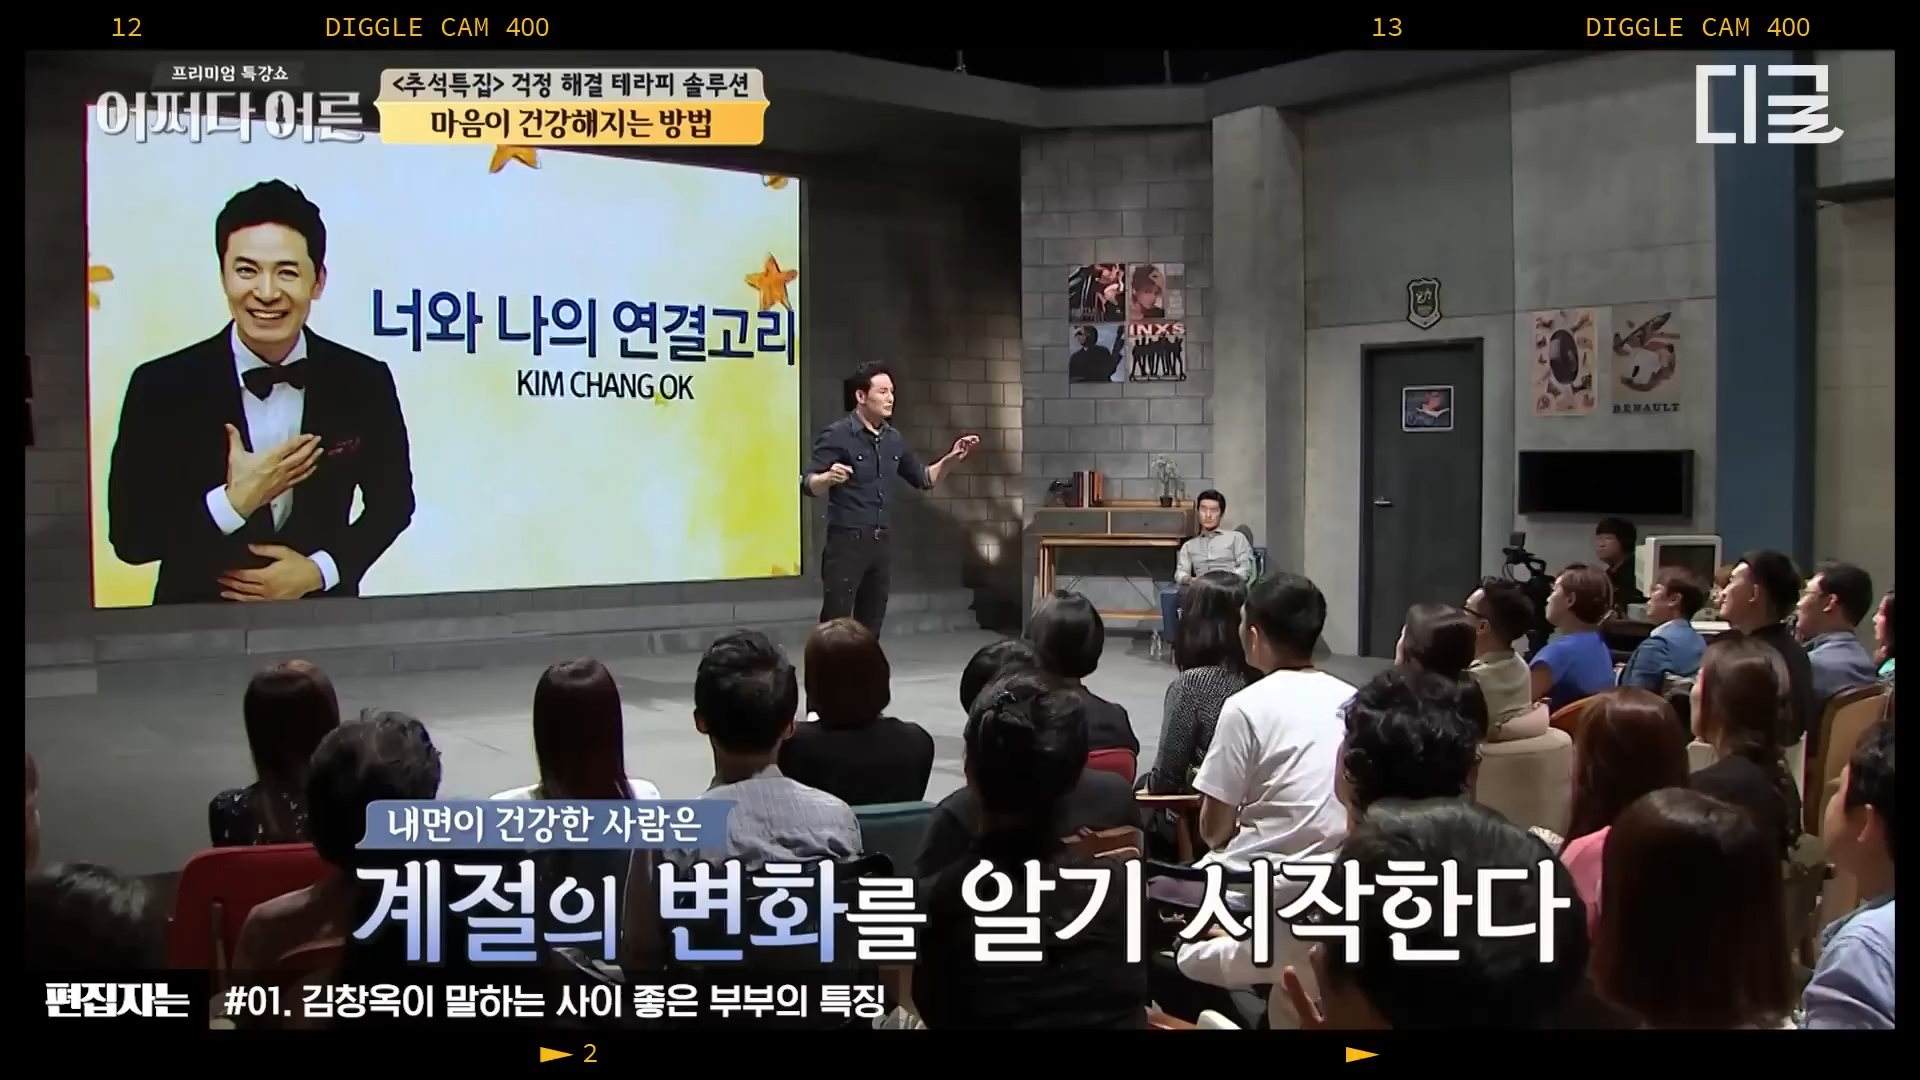 12
DIGGLE CAM 400
13
DIGGLE CAM 400
프리미엄 특강쇼
어쩌다 어른
<추석특집> 걱정 해결 테라피 솔루션
마음이 건강해지는 방법
디글
너와 나의 연결고리
KIM CHANG OK
INXS
RENAULT
내면이 건강한 사람은
계절의 변화를 알기 시작한다
편집자는
#01. 김창옥이 말하는 사이 좋은 부부의 특징
2